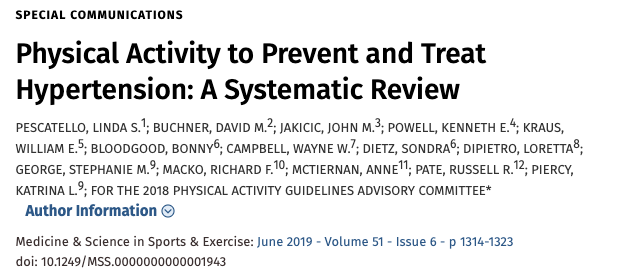 SPECIAL COMMUNICATIONS
Physical Activity to Prevent and Treat
Hypertension: A Systematic Review
PESCATELLO, LINDA S.1; BUCHNER, DAVID M.2; JAKICIC, JOHN M.3; POWELL, KENNETH E.4; KRAUS,
WILLIAM E.5; BLOODGOOD, BONNY6; CAMPBELL, WAYNE W.7; DIETZ, SONDRA6; DIPIETRO, LORETTA8;
GEORGE, STEPHANIE M.9; MACKO, RICHARD F.10; MCTIERNAN, ANNE11; PATE, RUSSELL R.12; PIERCY,
KATRINA L.9; FOR THE 2018 PHYSICAL ACTIVITY GUIDELINES ADVISORY COMMITTEE*
Author Information
Medicine & Science in Sports & Exercise: June 2019 - Volume 51 - Issue 6 - p 1314-1323
doi: 10.1249/MSS.0000000000001943